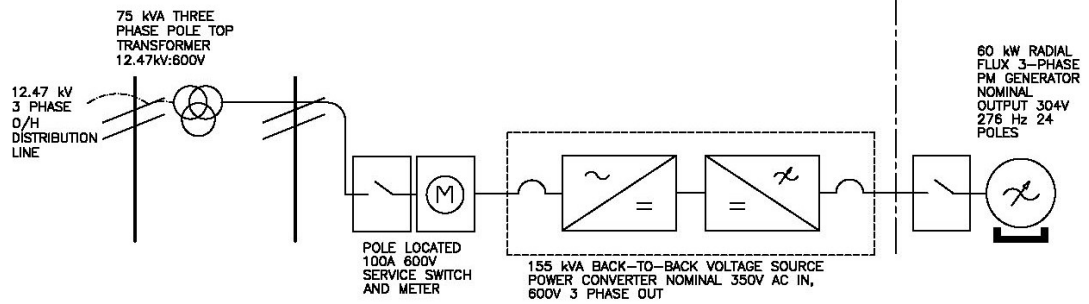 75 kVA THREE
PHASE POLE TOP
TRANSFORMER
12.47kV:600V
12.47 kV
3 PHASE
O/H
DISTRIBUTION
LINE
M
POLE LOCATED
100A 600V
SERVICE SWITCH
AND METER
~
=
=
155 kVA BACK-TO-BACK VOLTAGE SOURCE
POWER CONVERTER NOMINAL 350V AC IN,
600V 3 PHASE OUT
60 kW RADIAL
FLUX 3-PHASE
PM GENERATOR
NOMINAL
OUTPUT 304V
276 Hz 24
POLES